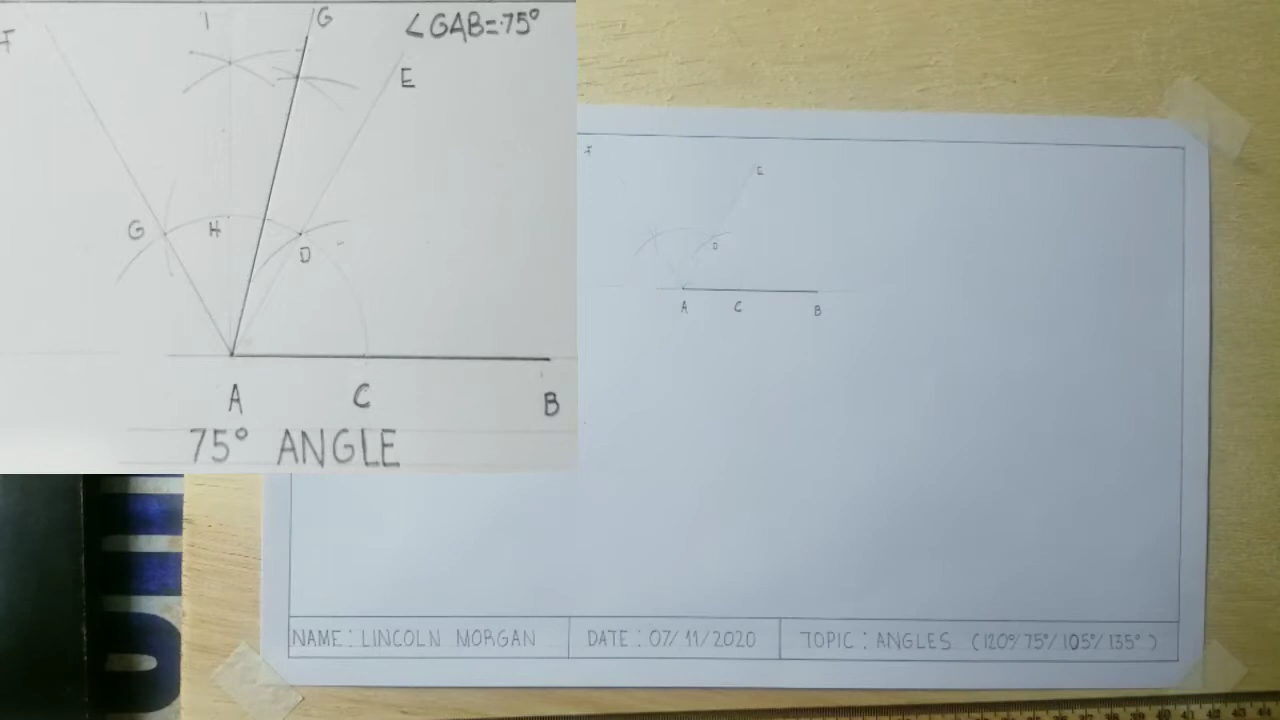 F I G ∠GAB=75°
E
G H D
A C B
75° ANGLE
F E
D
A C B
NAME: LINCOLN MORGAN DATE: 07/11/2020 TOPIC: ANGLES (120°/75°/105°/135°)